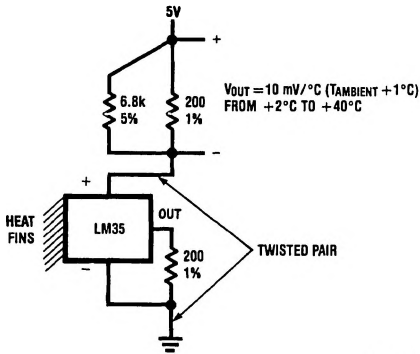 5V
+
6.8k
5%
200
1%
VOUT = 10 mV/°C (TAMBIENT +1°C)
FROM +2°C TO +40°C
−
+
HEAT
FINS
LM35
OUT
−
200
1%
TWISTED PAIR